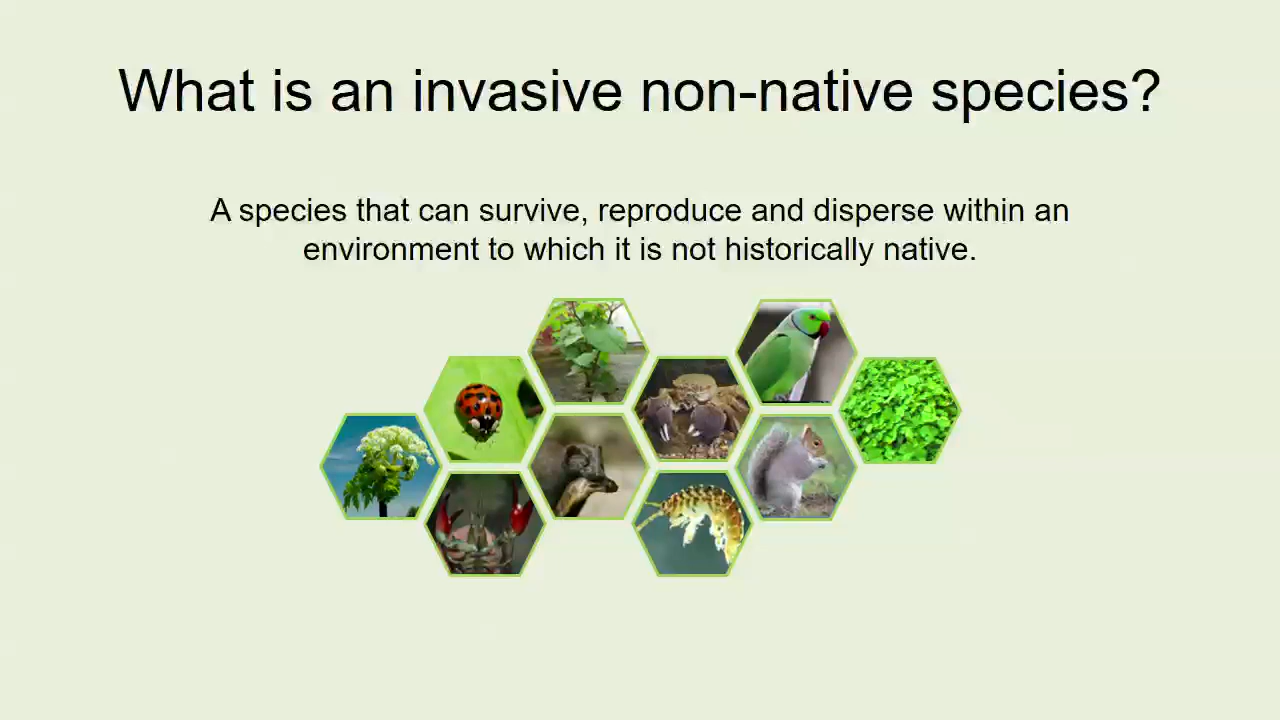 What is an invasive non-native species?
A species that can survive, reproduce and disperse within an
environment to which it is not historically native.